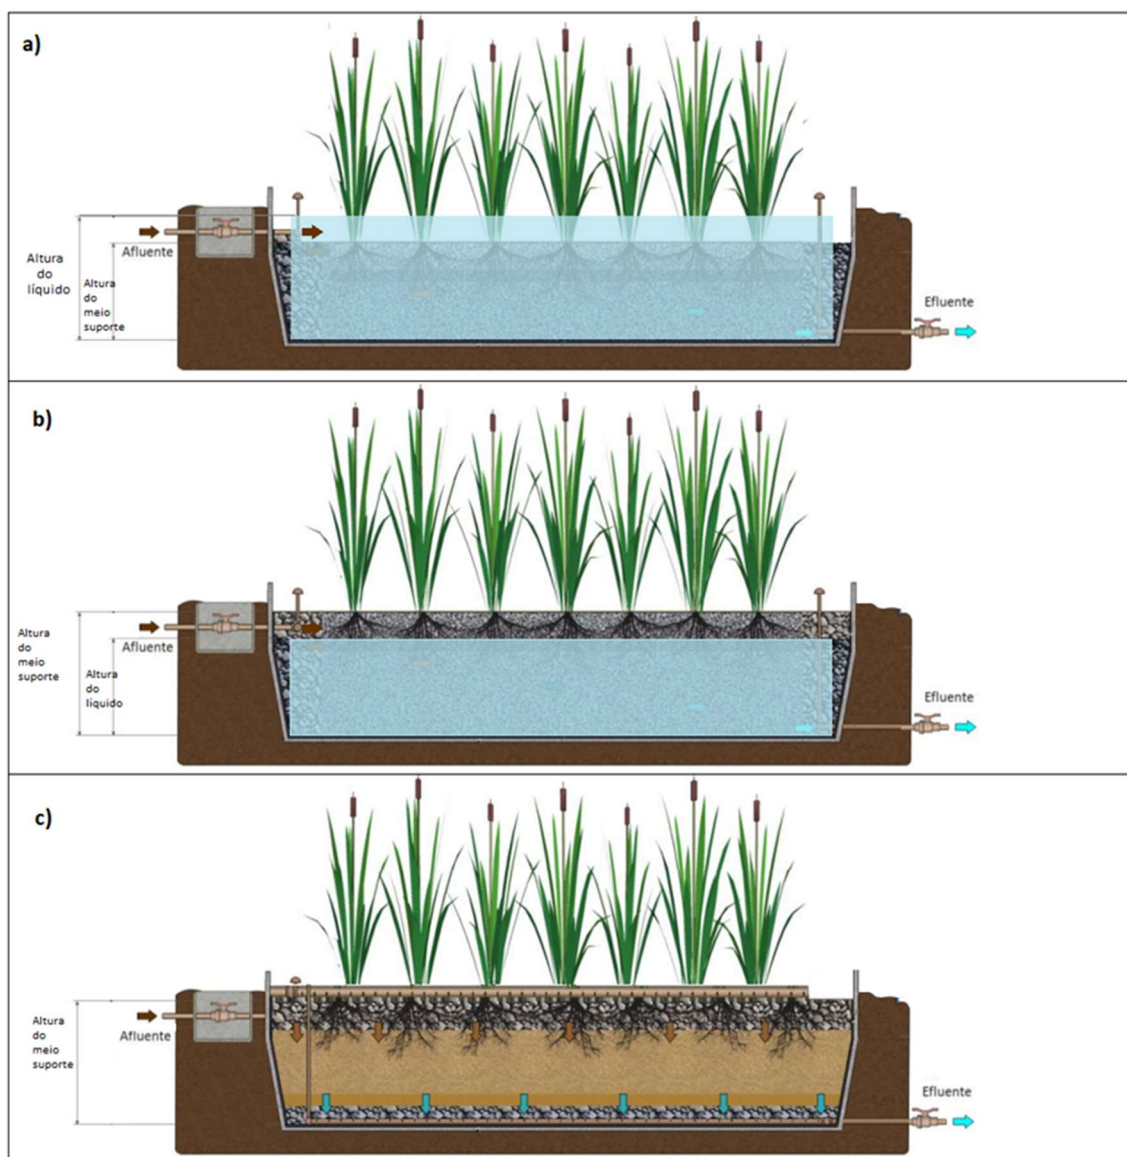 a)
Afluente
Altura
do
líquido
Altura
do
meio
suporte
Efluente
b)
Afluente
Altura
do
meio
suporte
Altura
do
líquido
Efluente
c)
Altura
do
meio
suporte
Afluente
Efluente